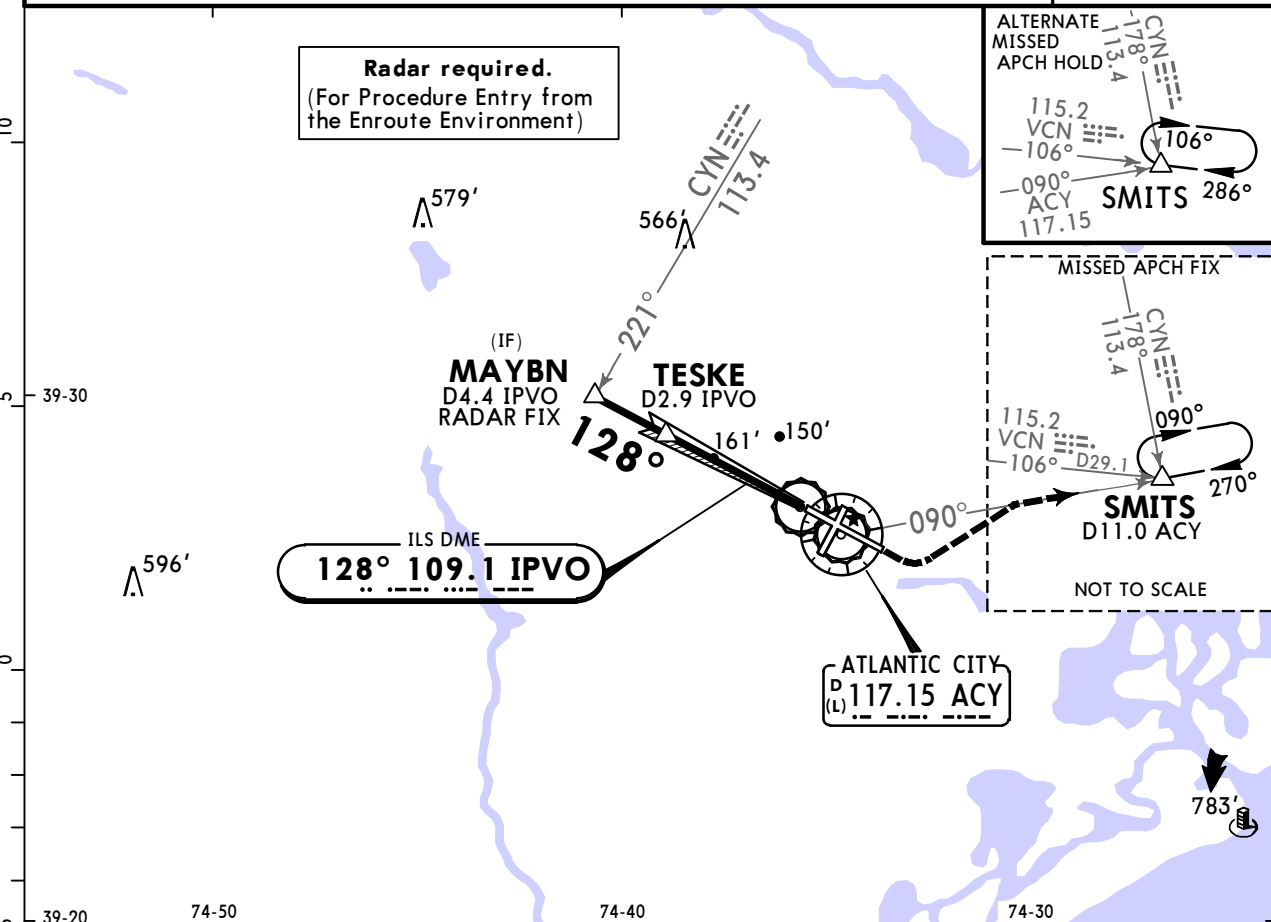 Radar required.
(For Procedure Entry from
the Enroute Environment)
ALTERNATE
MISSED
APCH HOLD
CYN
178°
113.4
115.2
VCN
106°
106°
090°
ACY
117.15
SMITS
286°
10
579'
566'
CYN
113.4
221°
MISSED APCH FIX
CYN
178°
113.4
115.2
VCN
106°
D29.1
090°
270°
SMITS
D11.0 ACY
NOT TO SCALE
(IF)
MAYBN
D4.4 IPVO
RADAR FIX
TESKE
D2.9 IPVO
5
39-30
128°
161'
150'
090°
ILS DME
128° 109.1 IPVO
596'
ATLANTIC CITY
D
(L)
117.15 ACY
0
783'
39-20
74-50
74-40
74-30